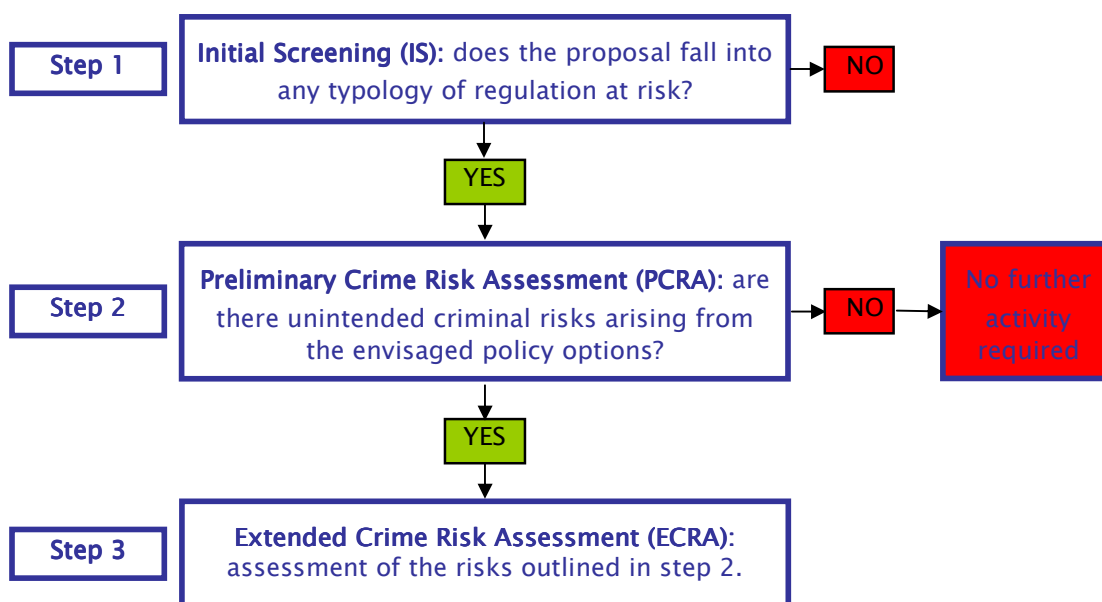 Step 1
Initial Screening (IS): does the proposal fall into
any typology of regulation at risk?
NO
YES
Step 2
Preliminary Crime Risk Assessment (PCRA): are
there unintended criminal risks arising from
the envisaged policy options?
NO
No further
activity
required
YES
Step 3
Extended Crime Risk Assessment (ECRA):
assessment of the risks outlined in step 2.